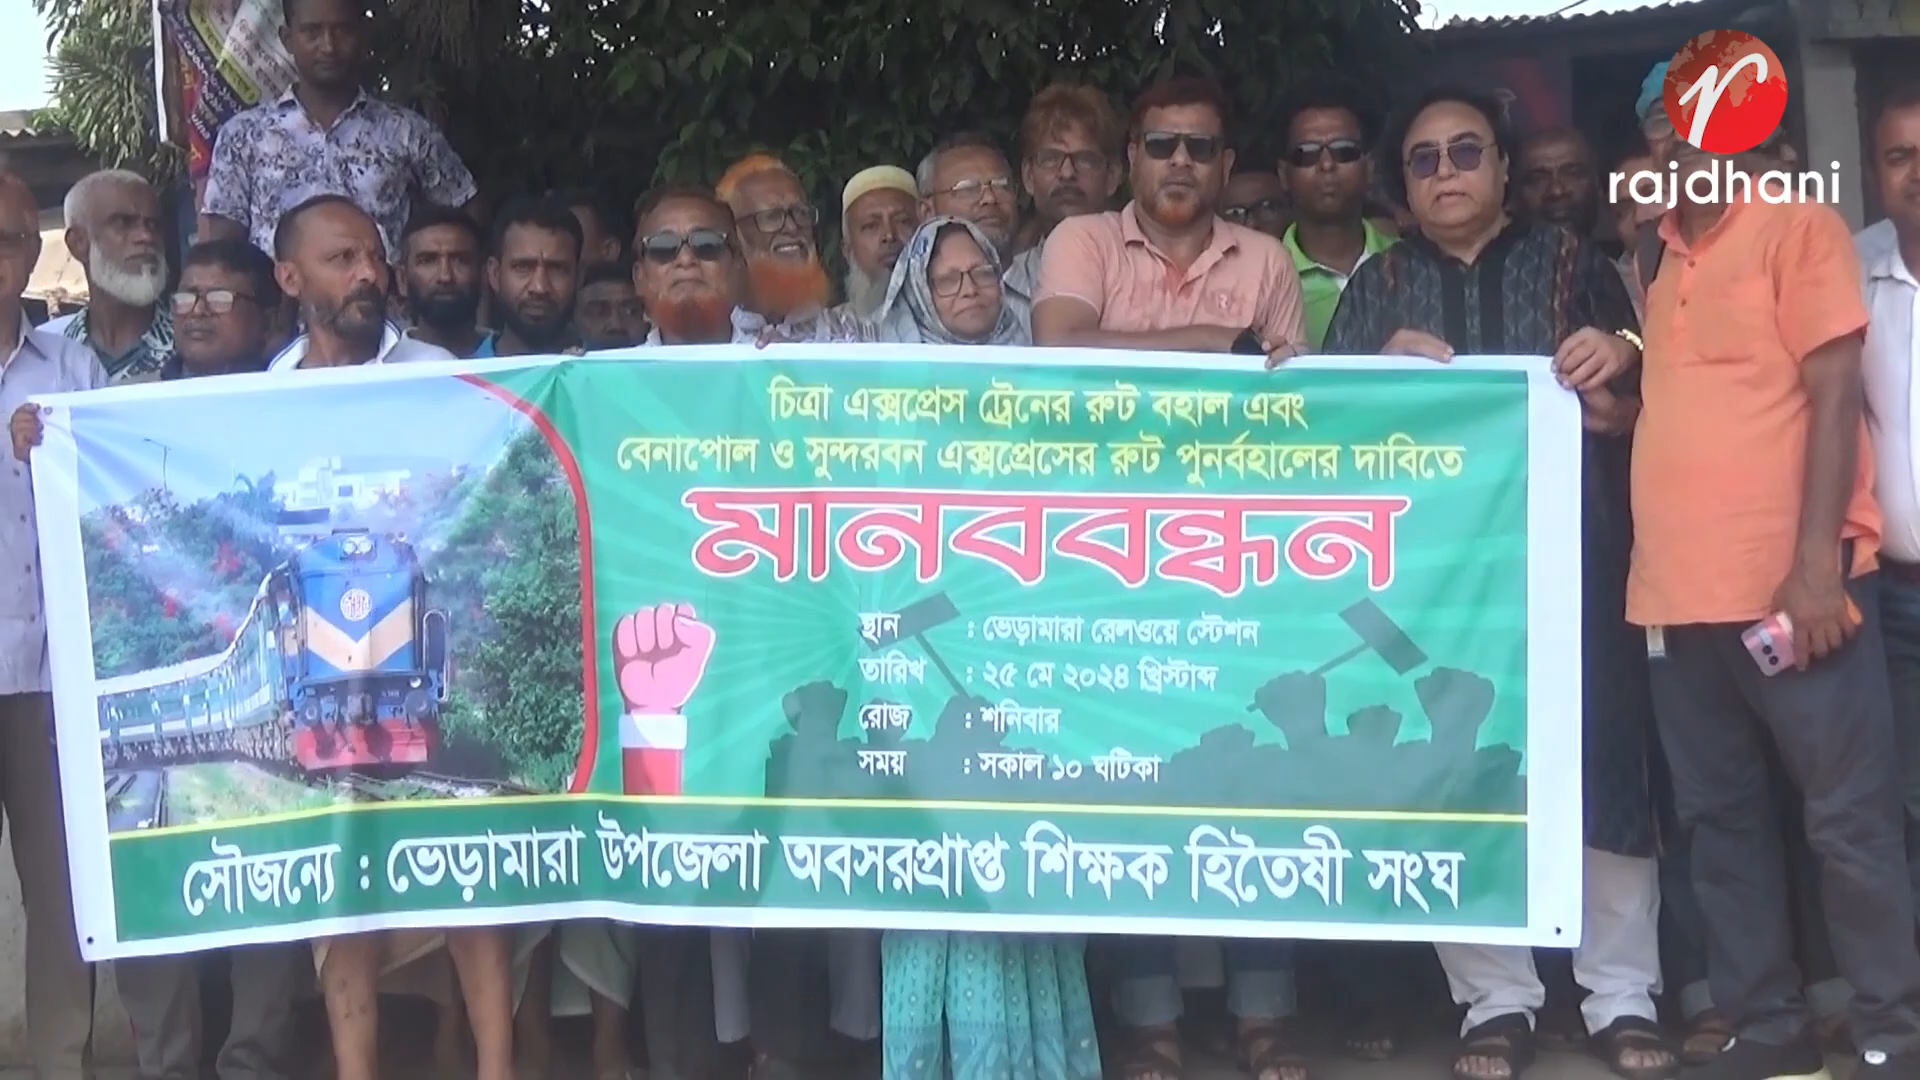 rajdhani
চিত্রা এক্সপ্রেস ট্রেনের রুট বহাল এবং
বেনাপোল ও সুন্দরবন এক্সপ্রেসের রুট পুনর্বহালের দাবিতে
মানববন্ধন
স্থান : ভেড়ামারা রেলওয়ে স্টেশন
তারিখ : ২৫ মে ২০২৪ খ্রিস্টাব্দ
রোজ : শনিবার
সময় : সকাল ১০ ঘটিকা
সৌজন্যে : ভেড়ামারা উপজেলা অবসরপ্রাপ্ত শিক্ষক হিতৈষী সংঘ